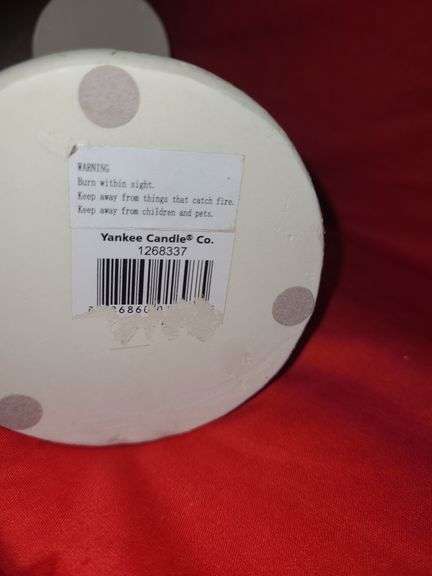 WARNING
Burn within sight.
Keep away from things that catch fire.
Keep away from children and pets.
Yankee Candle® Co.
1268337